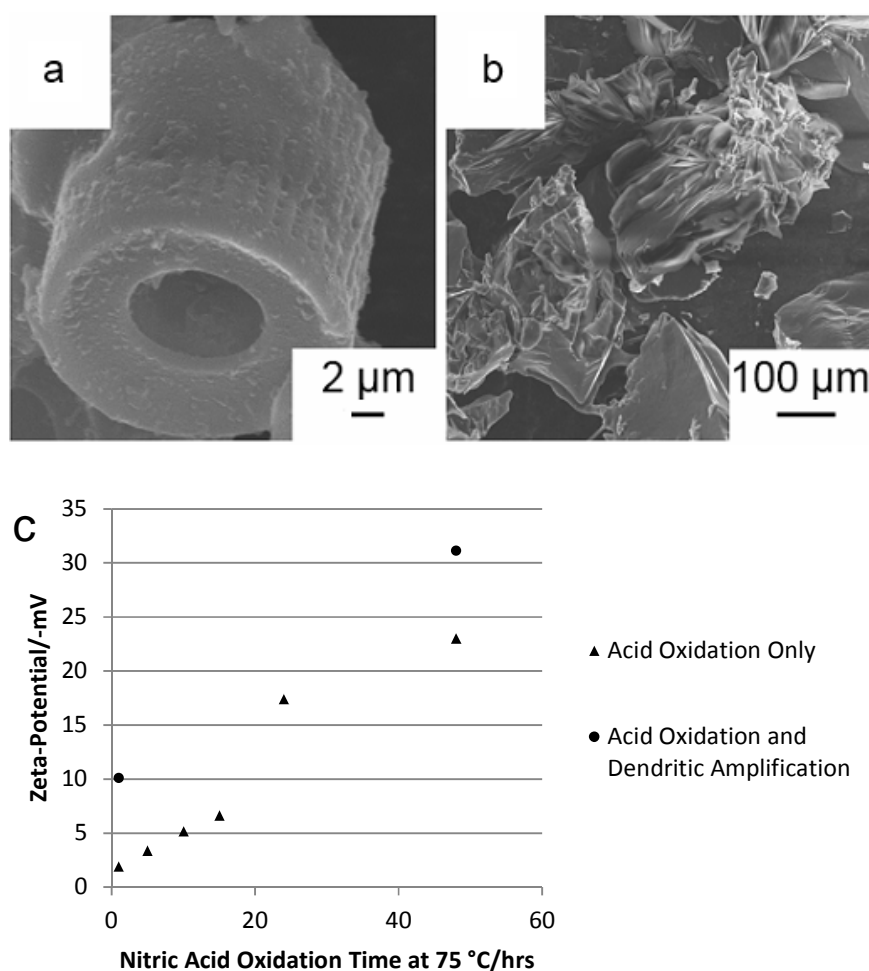 a
b
2 µm
100 µm
C
35
30
25
20
15
10
5
0
0
20
40
60
Zeta-Potential/-mV
Nitric Acid Oxidation Time at 75 °C/hrs
Acid Oxidation Only
Acid Oxidation and
Dendritic Amplification